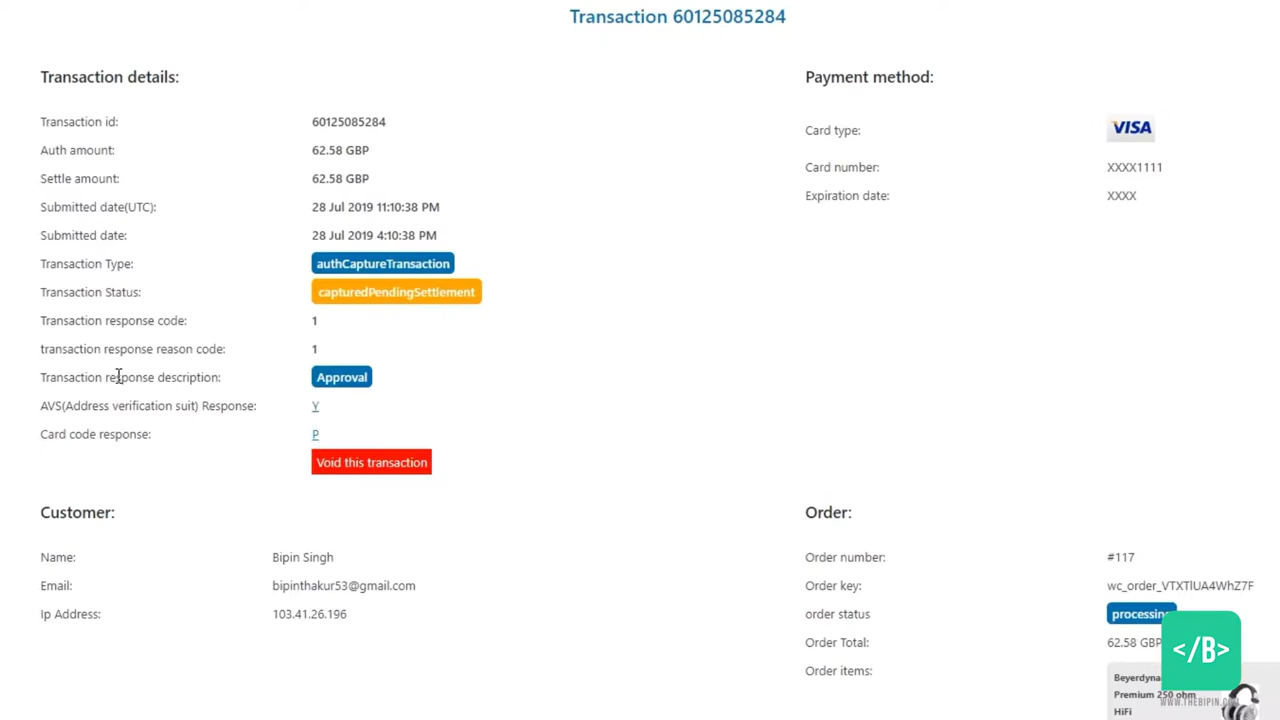 Transaction 60125085284
Transaction details:
Transaction id: 60125085284
Auth amount: 62.58 GBP
Settle amount: 62.58 GBP
Submitted date(UTC): 28 Jul 2019 11:10:38 PM
Submitted date: 28 Jul 2019 4:10:38 PM
Transaction Type: authCaptureTransaction
Transaction Status: capturedPendingSettlement
Transaction response code: 1
transaction response reason code: 1
Transaction response description: Approval
AVS(Address verification suit) Response: Y
Card code response: P
Void this transaction
Payment method:
Card type: VISA
Card number: XXXX1111
Expiration date: XXXX
Customer:
Name: Bipin Singh
Email: bipinthakur53@gmail.com
Ip Address: 103.41.26.196
Order:
Order number: #117
Order key: wc_order_VTXTlUA4WhZ7F
order status processing
Order Total: 62.58 GBP
Order items:
Premium 250 ohm
HiFi
</B>